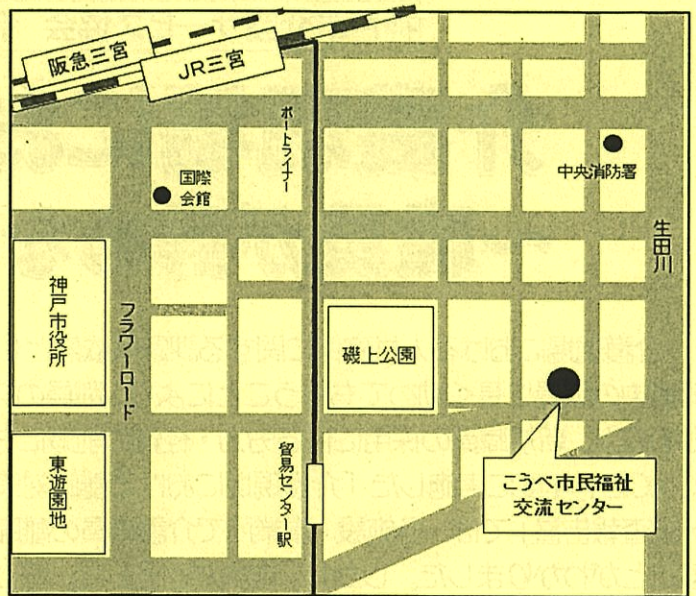 阪急三宮
JR三宮
ポートライナー
国際
会館
中央消防署
生田川
神戸市役所
フラワーロード
磯上公園
東遊園地
貿易センター駅
こうべ市民福祉
交流センター